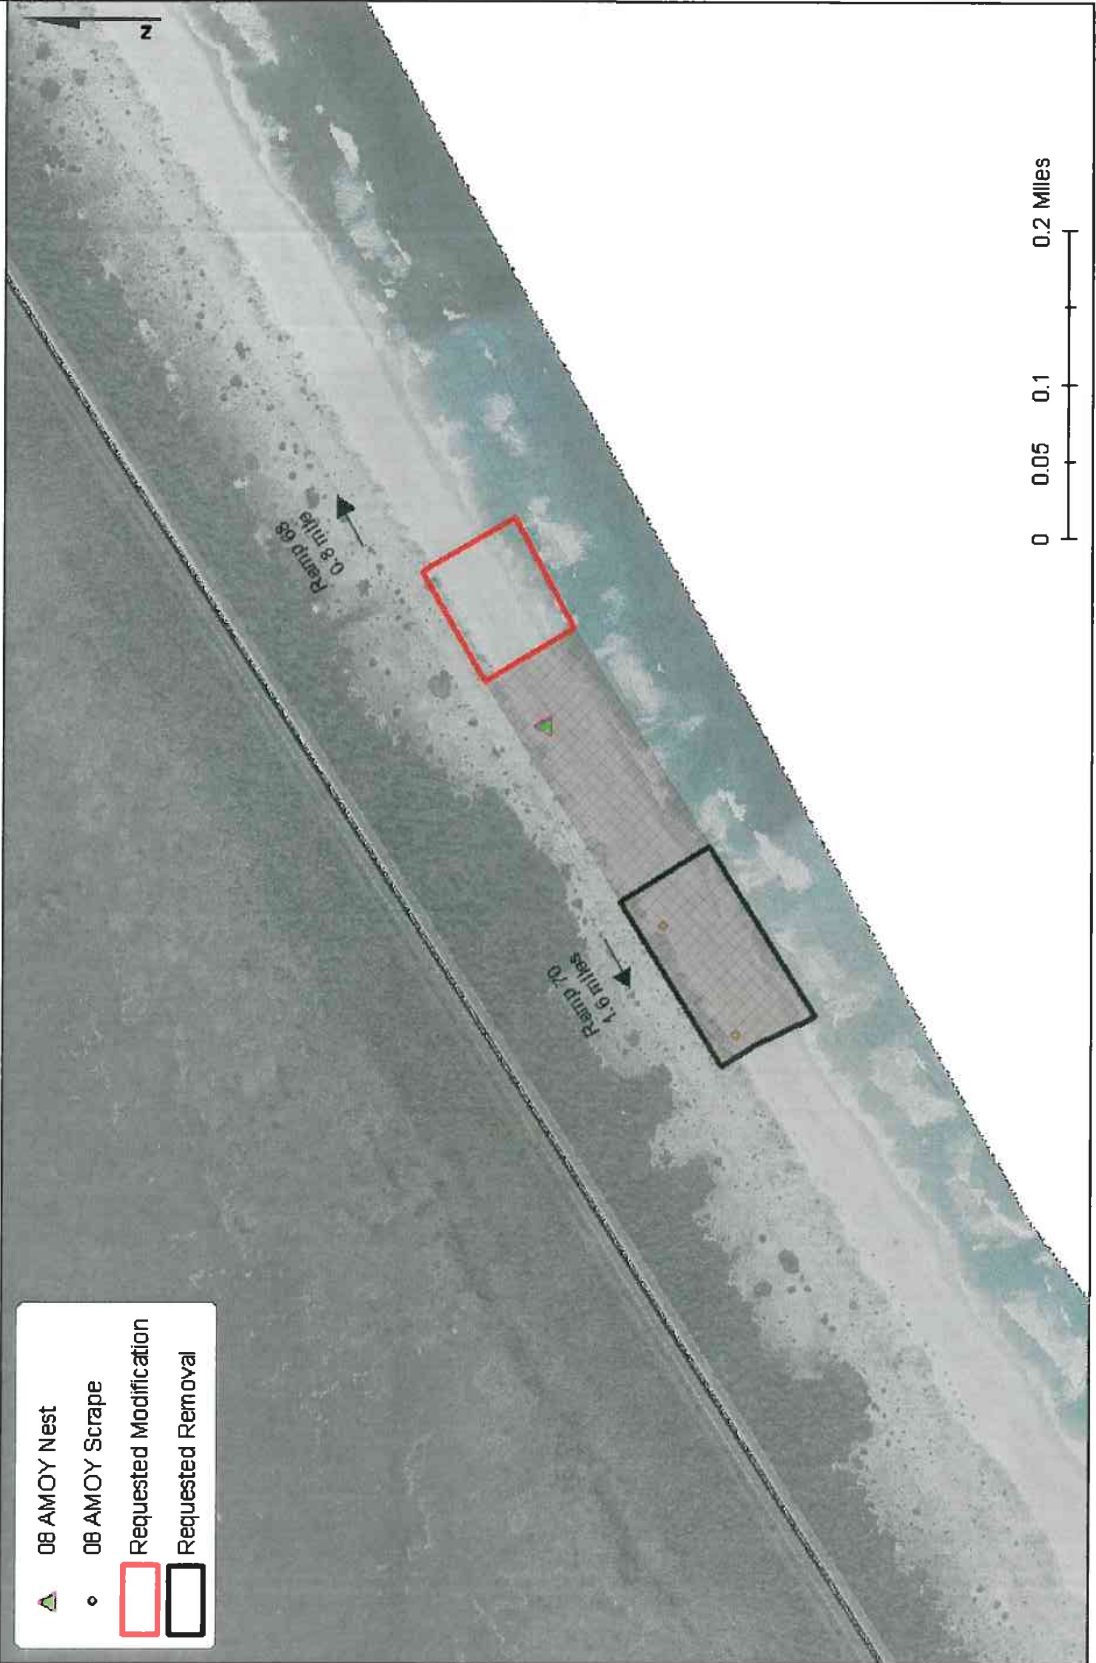 08 AMOY Nest
08 AMOY Scrape
Requested Modification
Requested Removal
Ramp 68
0.8 miles
Ramp 70
1.6 miles
0 0.05 0.1 0.2 Miles
N